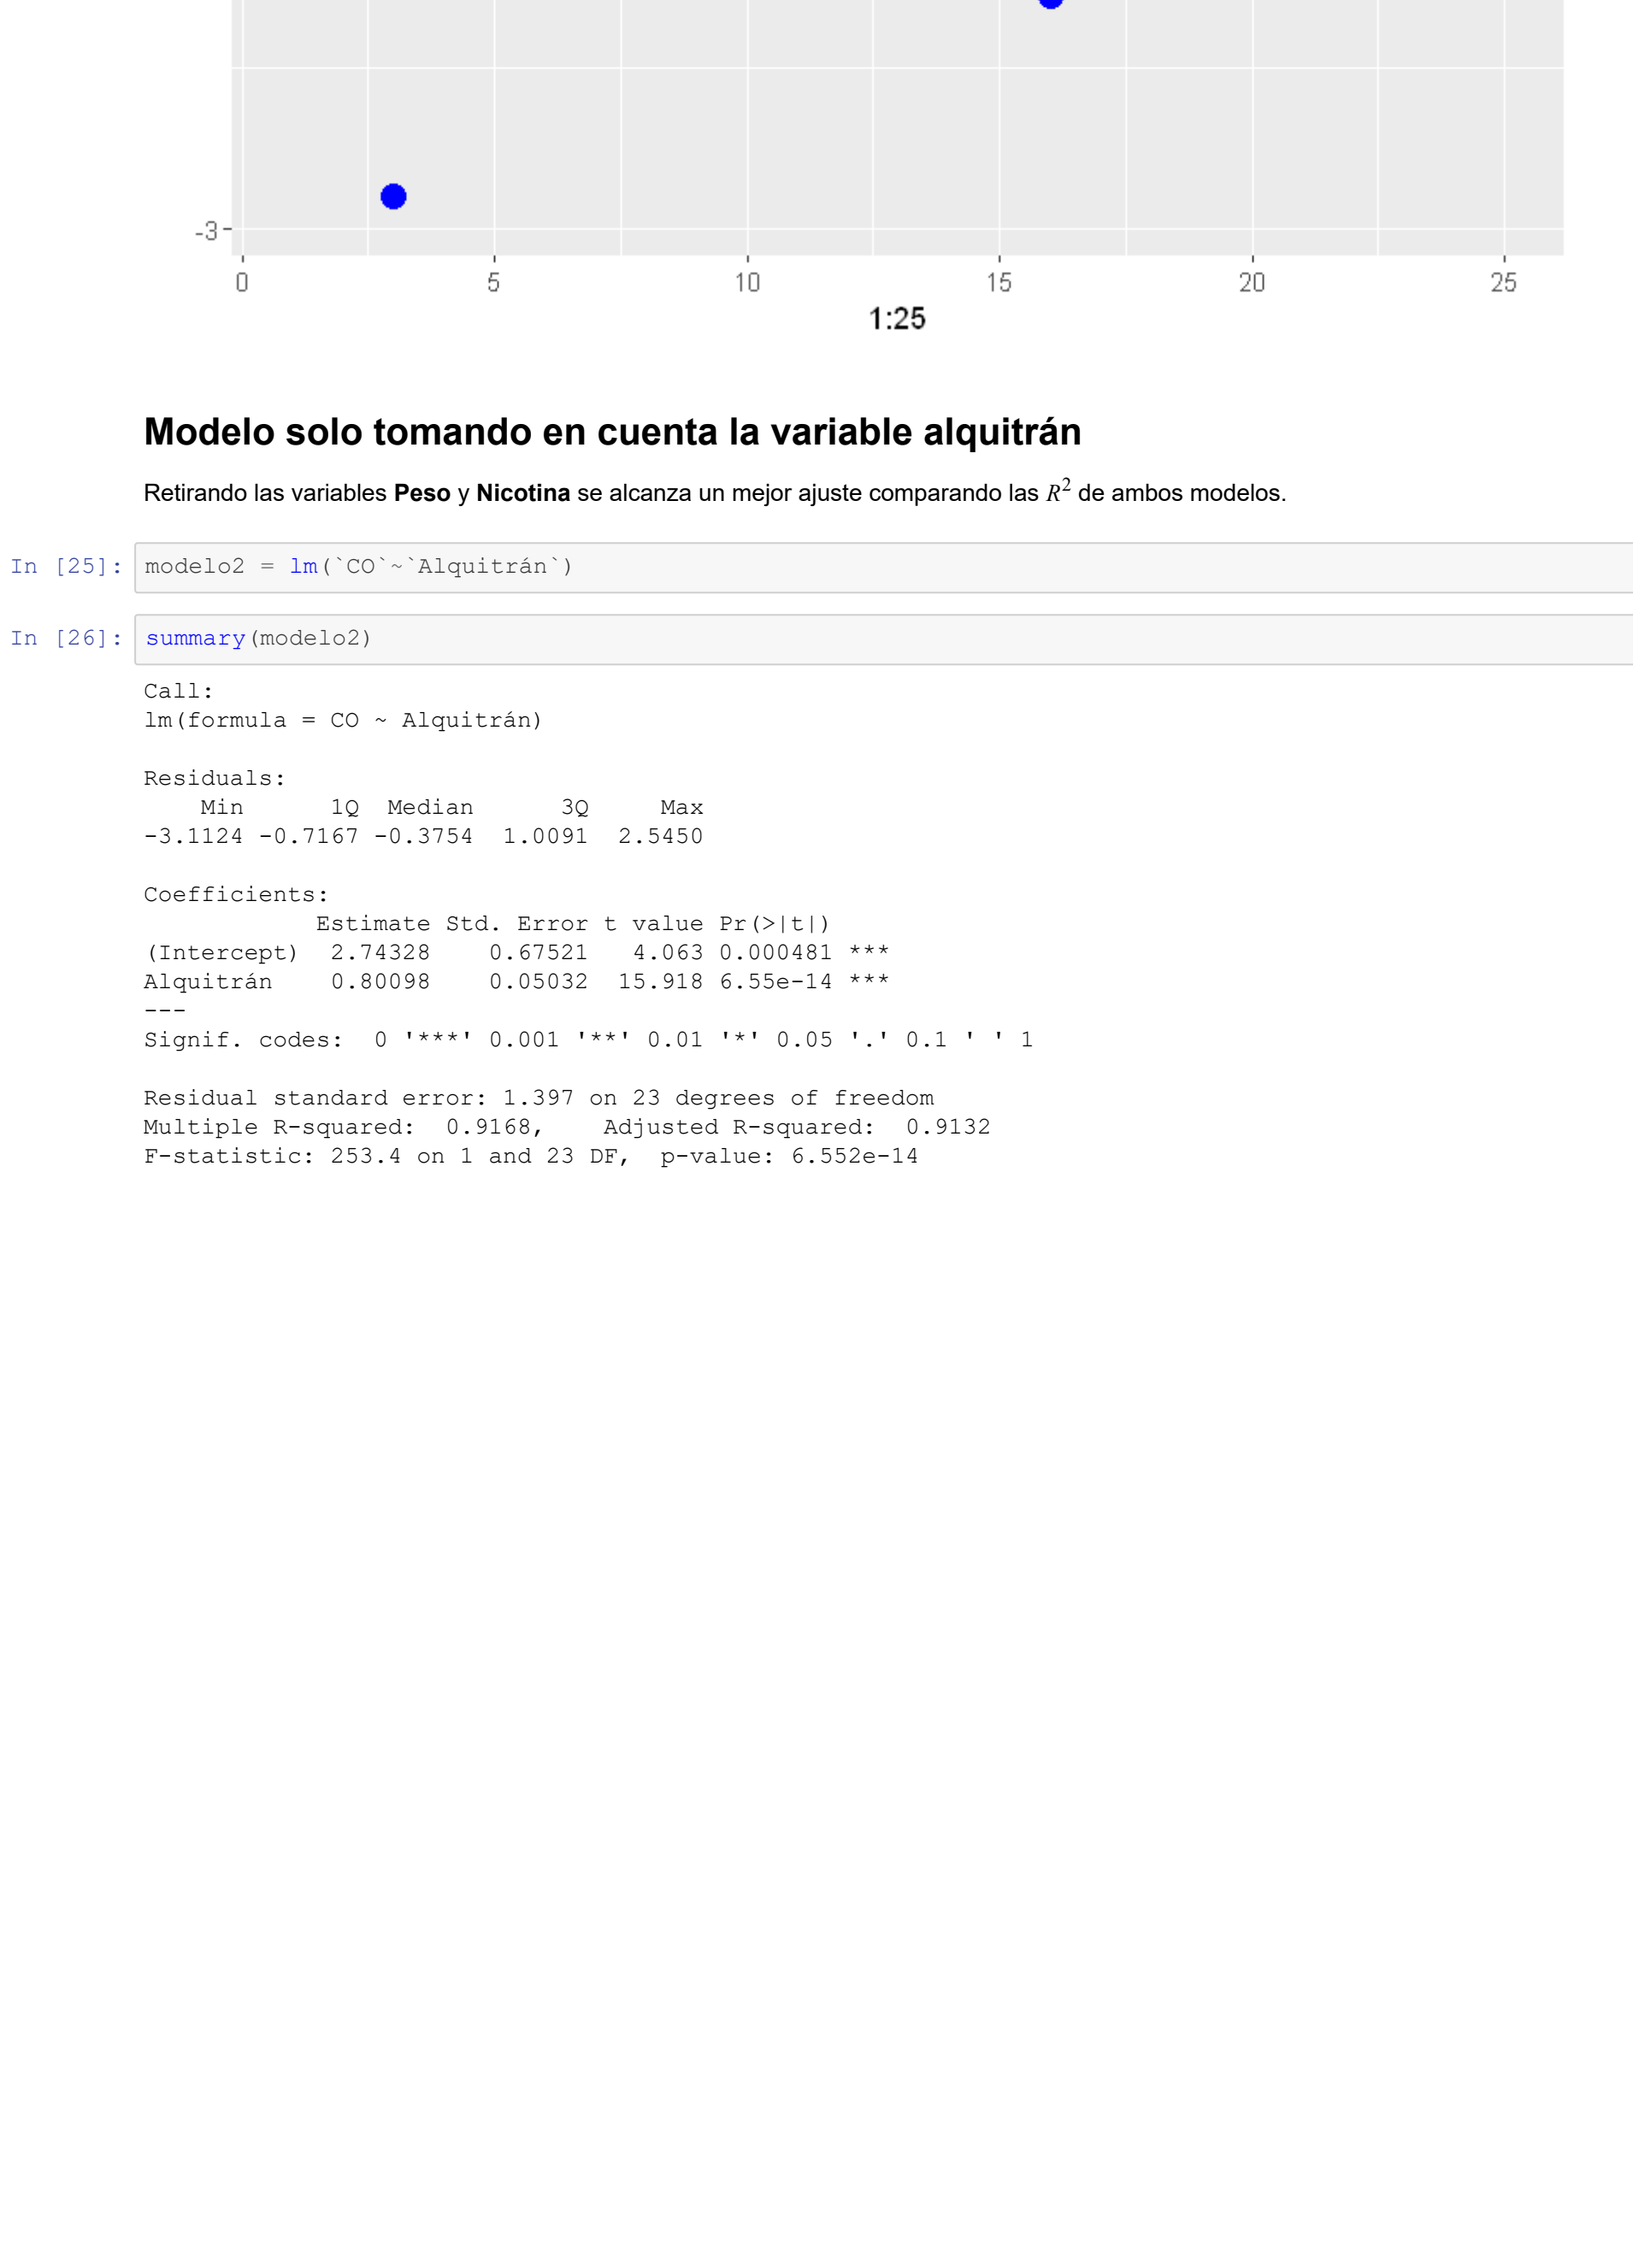 -3
0 5 10 15 20 25
1:25
Modelo solo tomando en cuenta la variable alquitrán
Retirando las variables Peso y Nicotina se alcanza un mejor ajuste comparando las R² de ambos modelos.
In [25]: modelo2 = lm(`CO`~`Alquitrán`)
In [26]: summary(modelo2)
Call:
lm(formula = CO ~ Alquitrán)
Residuals:
    Min      1Q  Median      3Q     Max
-3.1124 -0.7167 -0.3754  1.0091  2.5450
Coefficients:
            Estimate Std. Error t value Pr(>|t|)
(Intercept)  2.74328    0.67521   4.063 0.000481 ***
Alquitrán    0.80098    0.05032  15.918 6.55e-14 ***
---
Signif. codes:  0 '***' 0.001 '**' 0.01 '*' 0.05 '.' 0.1 ' ' 1
Residual standard error: 1.397 on 23 degrees of freedom
Multiple R-squared:  0.9168,    Adjusted R-squared:  0.9132
F-statistic: 253.4 on 1 and 23 DF,  p-value: 6.552e-14